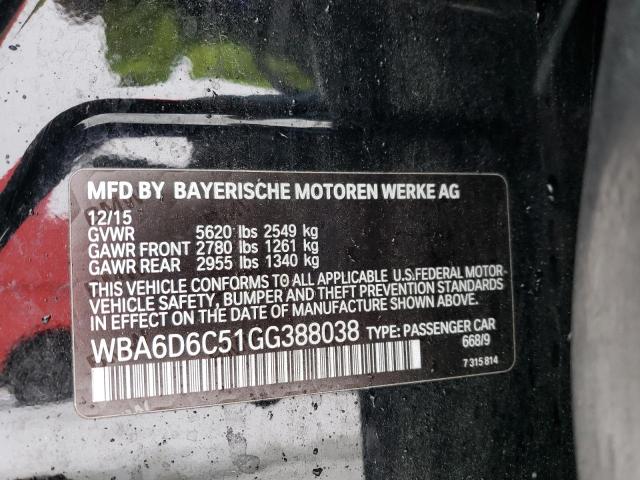 MFD BY BAYERISCHE MOTOREN WERKE AG
12/15
GVWR 5620 lbs 2549 kg
GAWR FRONT 2780 lbs 1261 kg
GAWR REAR 2955 lbs 1340 kg
THIS VEHICLE CONFORMS TO ALL APPLICABLE U.S.FEDERAL MOTOR-
VEHICLE SAFETY, BUMPER AND THEFT PREVENTION STANDARDS
IN EFFECT ON THE DATE OF MANUFACTURE SHOWN ABOVE.
WBA6D6C51GG388038 TYPE: PASSENGER CAR
668/9
7 315 814